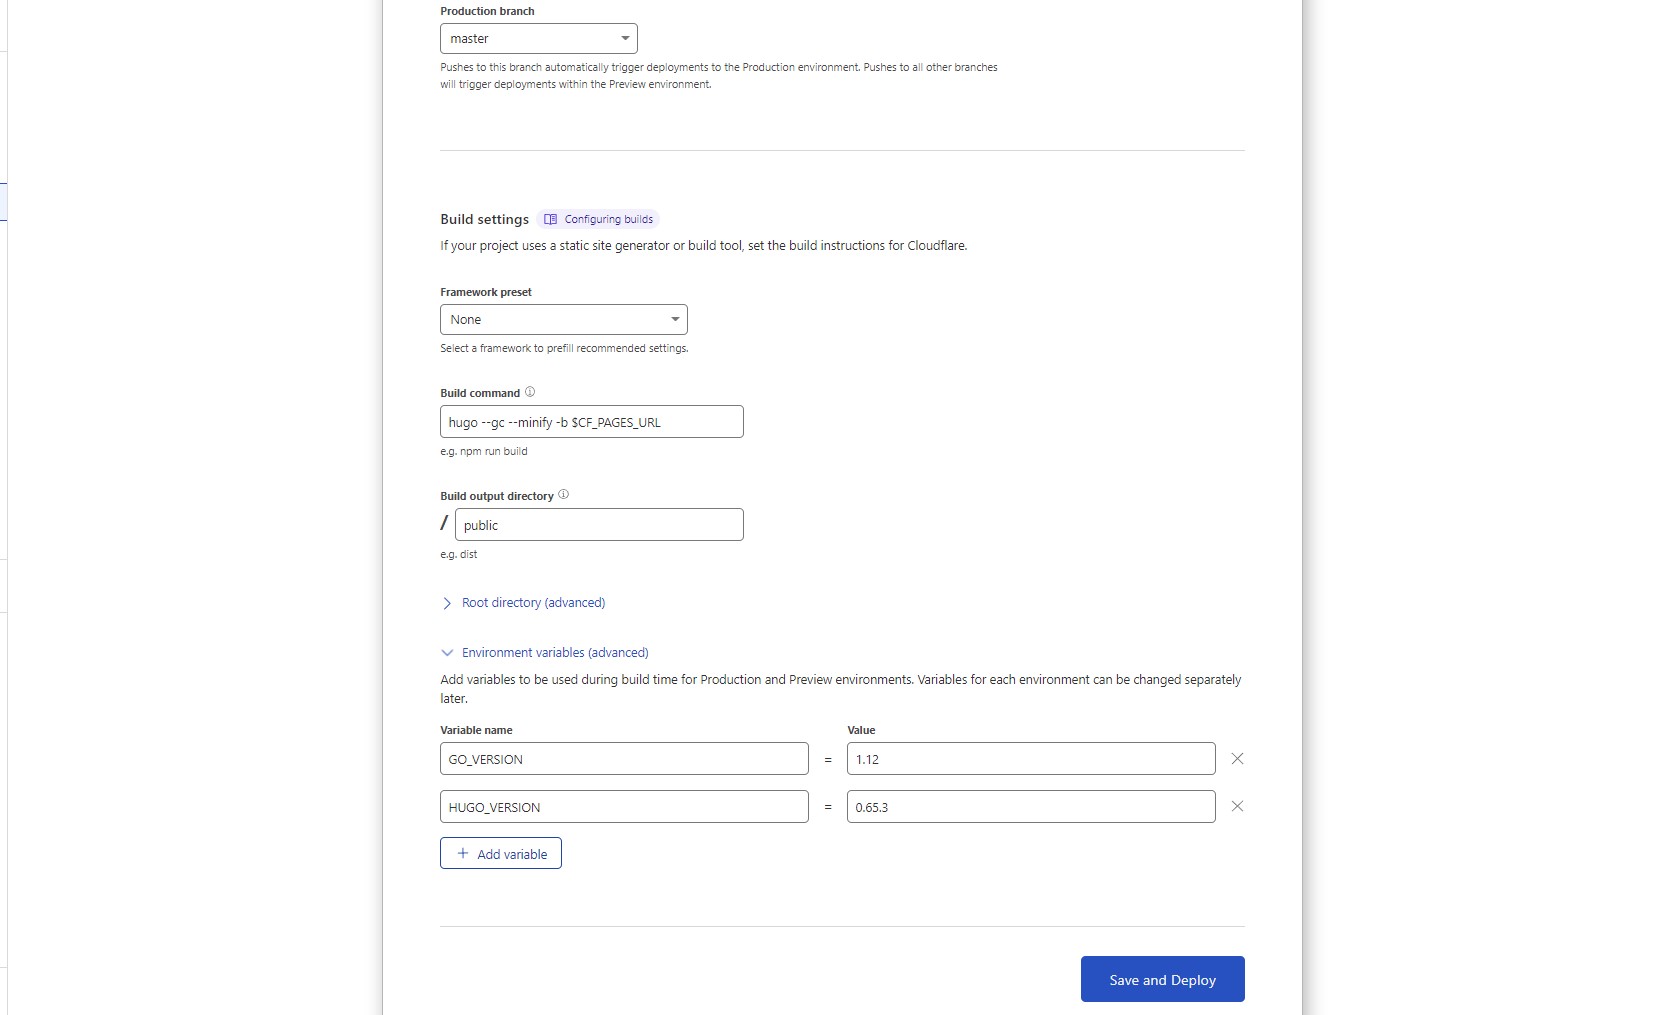 Production branch
master
Pushes to this branch automatically trigger deployments to the Production environment. Pushes to all other branches
will trigger deployments within the Preview environment.
Build settings Configuring builds
If your project uses a static site generator or build tool, set the build instructions for Cloudflare.
Framework preset
None
Select a framework to prefill recommended settings.
Build command
hugo --gc --minify -b $CF_PAGES_URL
e.g. npm run build
Build output directory
/ public
e.g. dist
Root directory (advanced)
Environment variables (advanced)
Add variables to be used during build time for Production and Preview environments. Variables for each environment can be changed separately
later.
Variable name Value
GO_VERSION = 1.12
HUGO_VERSION = 0.65.3
+ Add variable
Save and Deploy